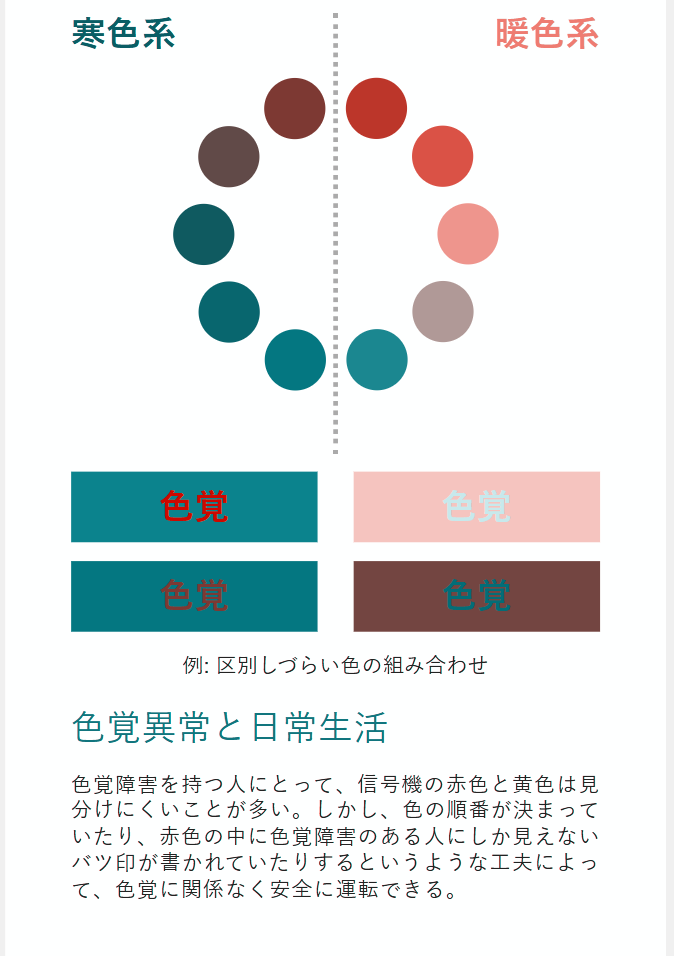 寒色系
暖色系
色覚
色覚
色覚
色覚
例: 区別しづらい色の組み合わせ
色覚異常と日常生活
色覚障害を持つ人にとって、信号機の赤色と黄色は見
分けにくいことが多い。しかし、色の順番が決まって
いたり、赤色の中に色覚障害のある人にしか見えない
バツ印が書かれていたりするというような工夫によっ
て、色覚に関係なく安全に運転できる。